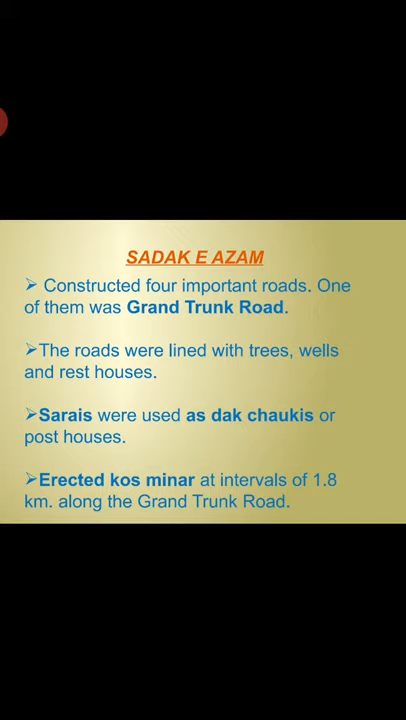 SADAK E AZAM
➢ Constructed four important roads. One
of them was Grand Trunk Road.
➢The roads were lined with trees, wells
and rest houses.
➢Sarais were used as dak chaukis or
post houses.
➢Erected kos minar at intervals of 1.8
km. along the Grand Trunk Road.